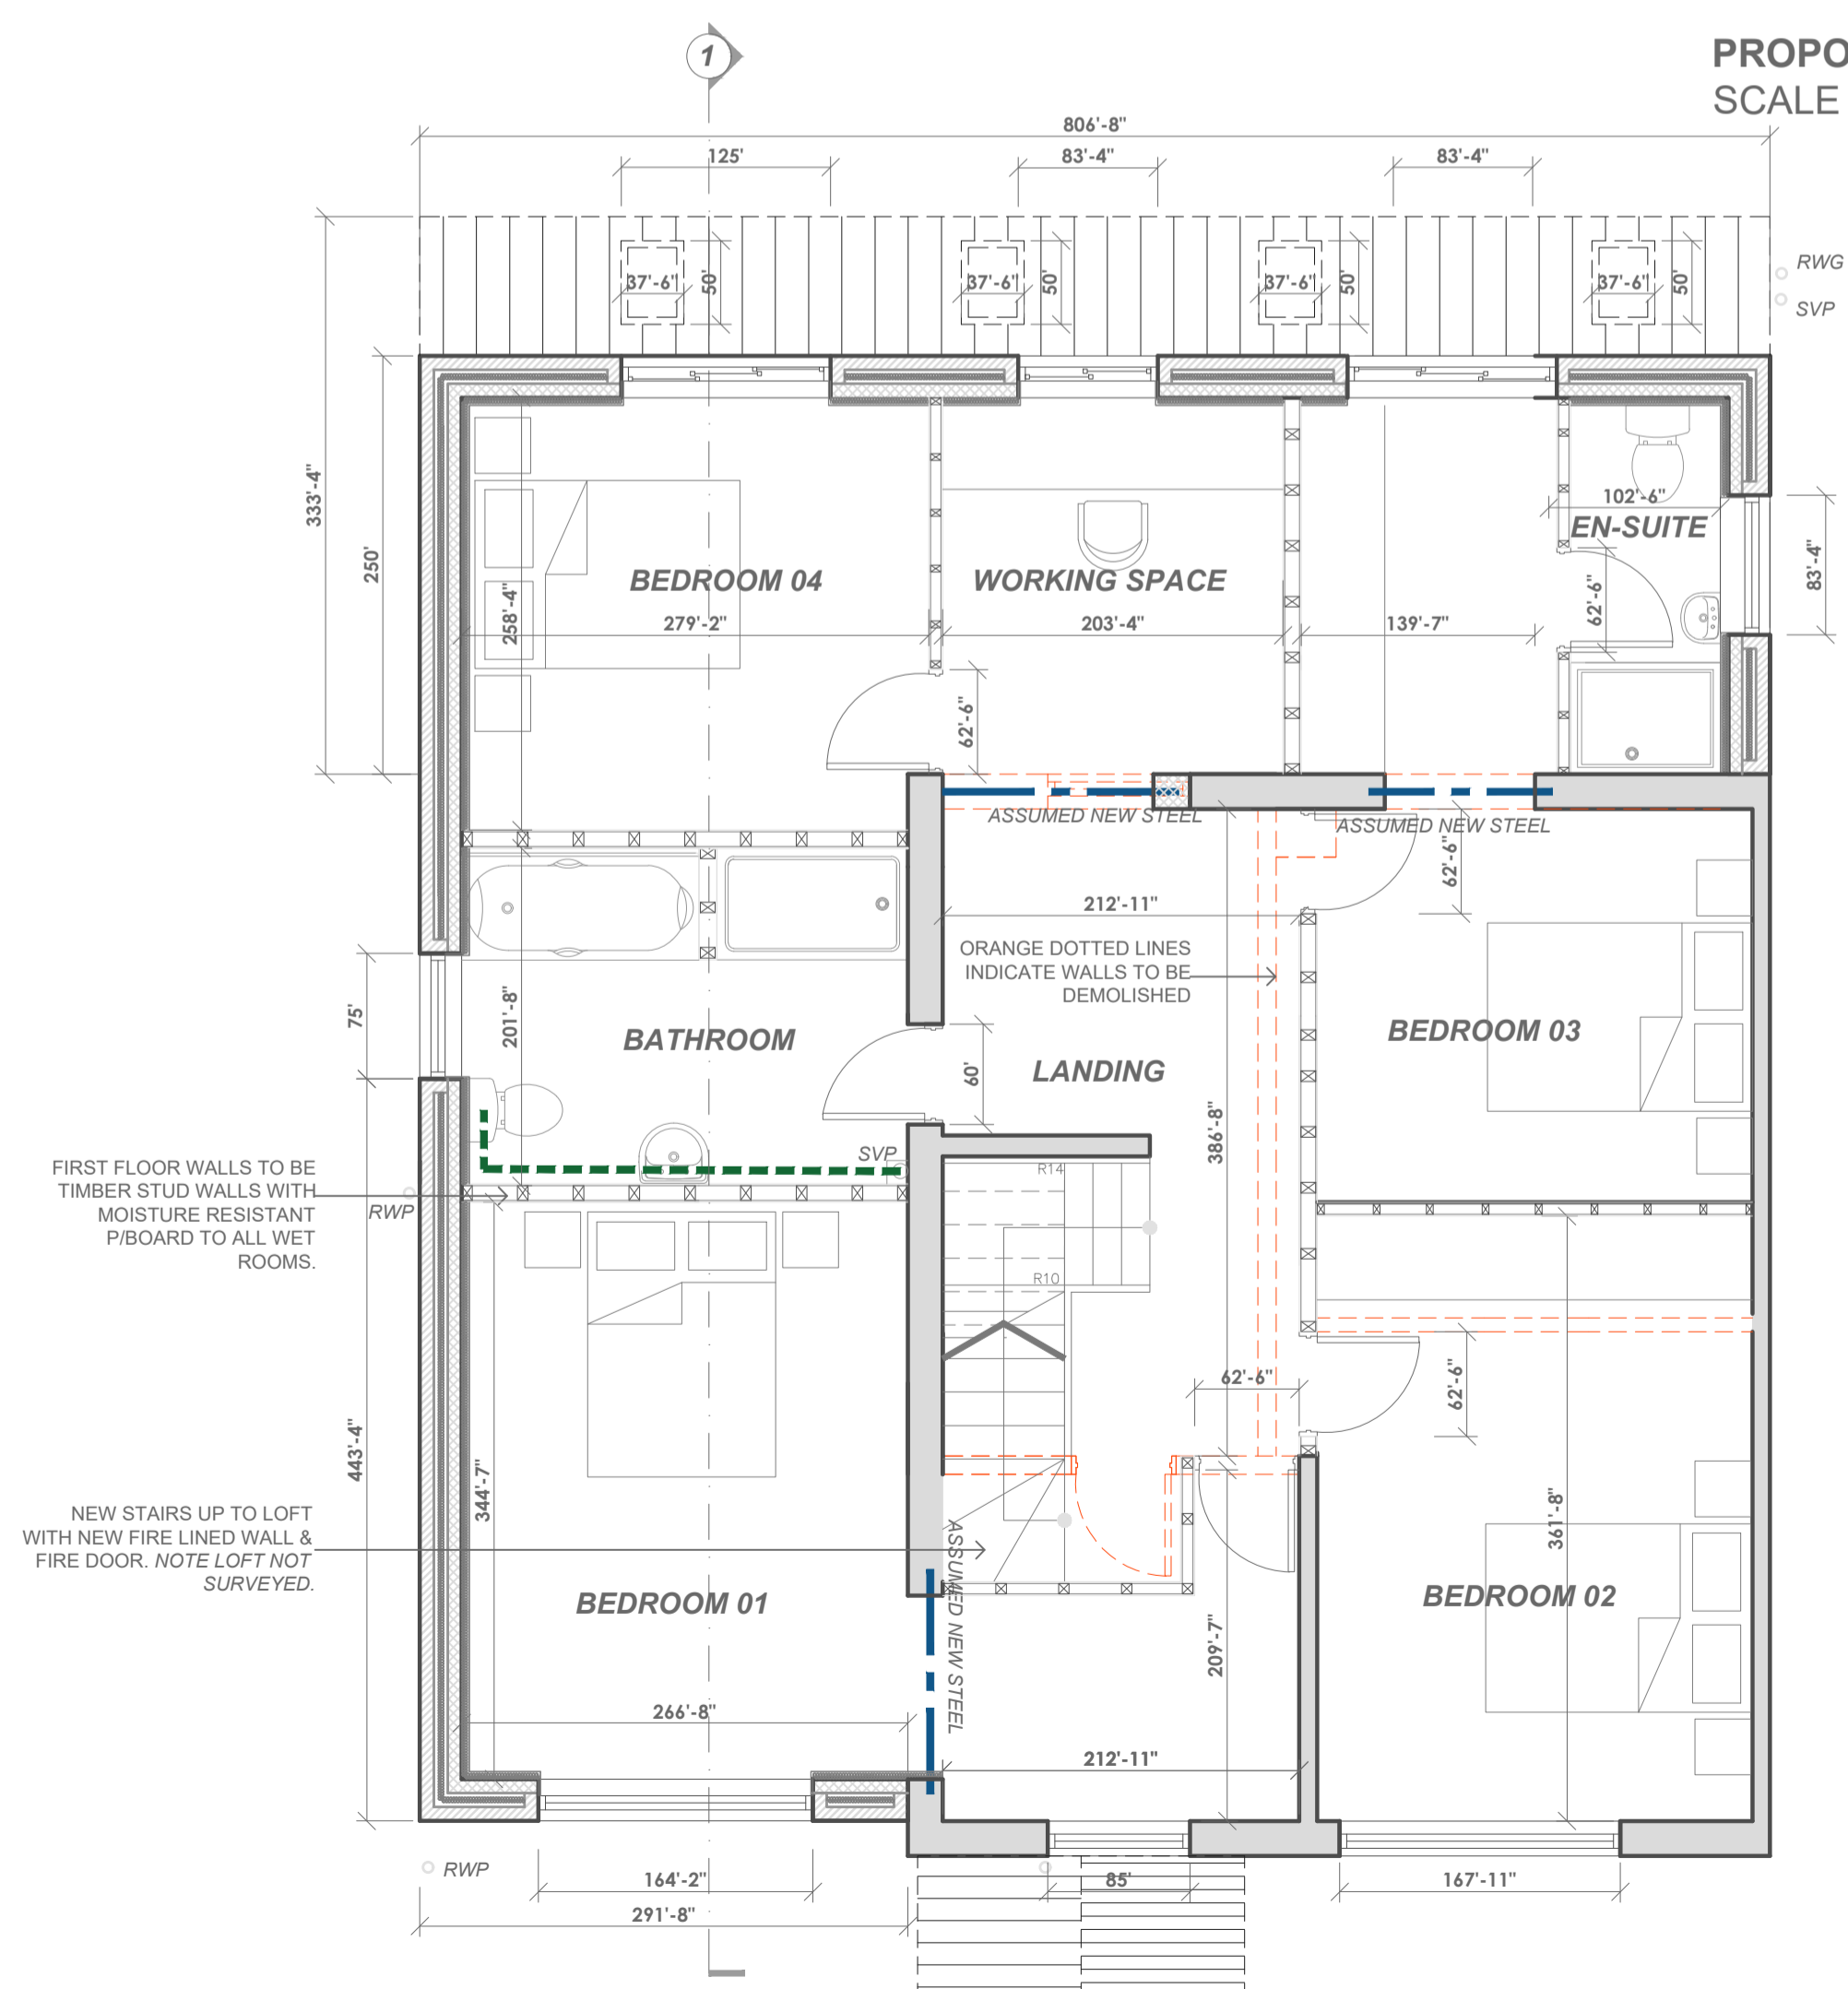 1
PROPO
SCALE
806'-8"
125'
83'-4"
83'-4"
37'-6"
50'
37'-6"
50'
37'-6"
50'
37'-6"
50'
RWG
SVP
333'-4"
250'
258'-4"
BEDROOM 04
279'-2"
WORKING SPACE
203'-4"
139'-7"
102'-6"
EN-SUITE
62'-6"
83'-4"
62'-6"
ASSUMED NEW STEEL
ASSUMED NEW STEEL
62'-6"
212'-11"
ORANGE DOTTED LINES
INDICATE WALLS TO BE
DEMOLISHED
75'
201'-8"
BATHROOM
60'
LANDING
386'-8"
BEDROOM 03
SVP
R14
FIRST FLOOR WALLS TO BE
TIMBER STUD WALLS WITH
MOISTURE RESISTANT
P/BOARD TO ALL WET
ROOMS.
RWP
R10
62'-6"
62'-6"
443'-4"
344'-7"
361'-8"
NEW STAIRS UP TO LOFT
WITH NEW FIRE LINED WALL &
FIRE DOOR. NOTE LOFT NOT
SURVEYED.
ASSUMED NEW STEEL
BEDROOM 01
BEDROOM 02
209'-7"
266'-8"
212'-11"
RWP
164'-2"
85'
167'-11"
291'-8"